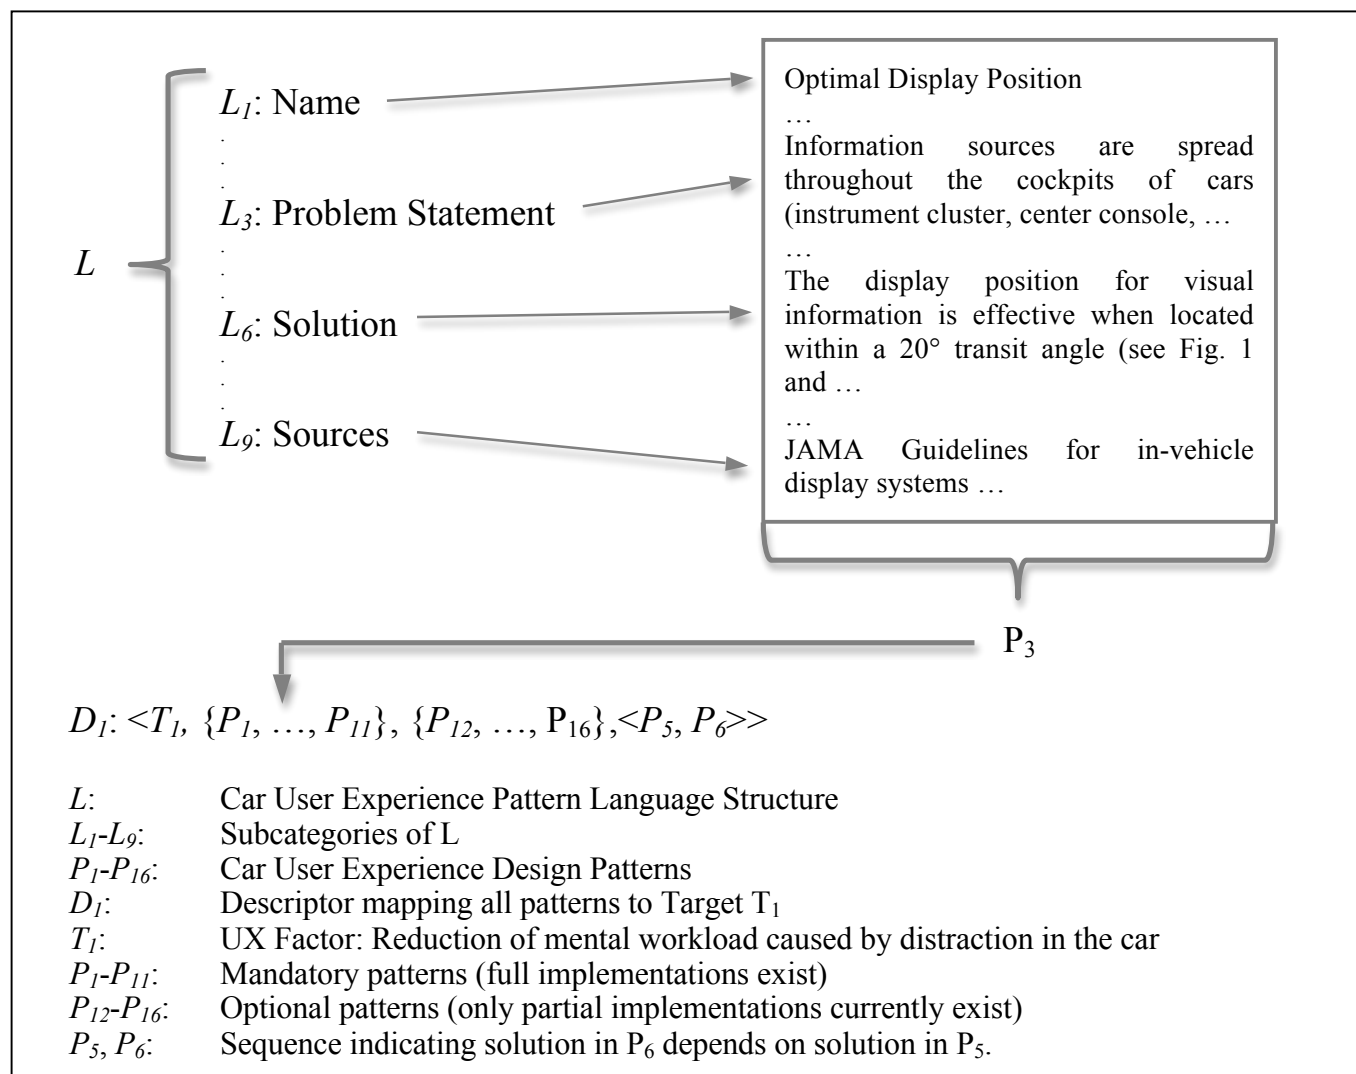 L
L1: Name
.
.
.
L3: Problem Statement
.
.
.
L6: Solution
.
.
.
L9: Sources
Optimal Display Position
…
Information sources are spread
throughout the cockpits of cars
(instrument cluster, center console, …
…
The display position for visual
information is effective when located
within a 20° transit angle (see Fig. 1
and …
…
JAMA Guidelines for in-vehicle
display systems …
P3
D1: <T1, {P1, …, P11}, {P12, …, P16},<P5, P6>>
L: Car User Experience Pattern Language Structure
L1-L9: Subcategories of L
P1-P16: Car User Experience Design Patterns
D1: Descriptor mapping all patterns to Target T1
T1: UX Factor: Reduction of mental workload caused by distraction in the car
P1-P11: Mandatory patterns (full implementations exist)
P12-P16: Optional patterns (only partial implementations currently exist)
P5, P6: Sequence indicating solution in P6 depends on solution in P5.